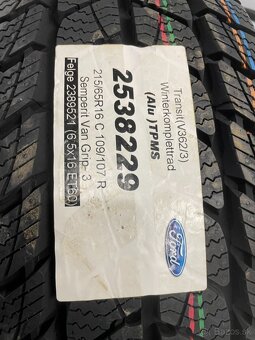 Transit(V362/3)
Winterkomplettrad
(Alu )TPMS
2538229
215/65R16 C 109/107 R
Semperit Van Grip- 3
Felge 2389521 (6,5x16 ET60)
Ford